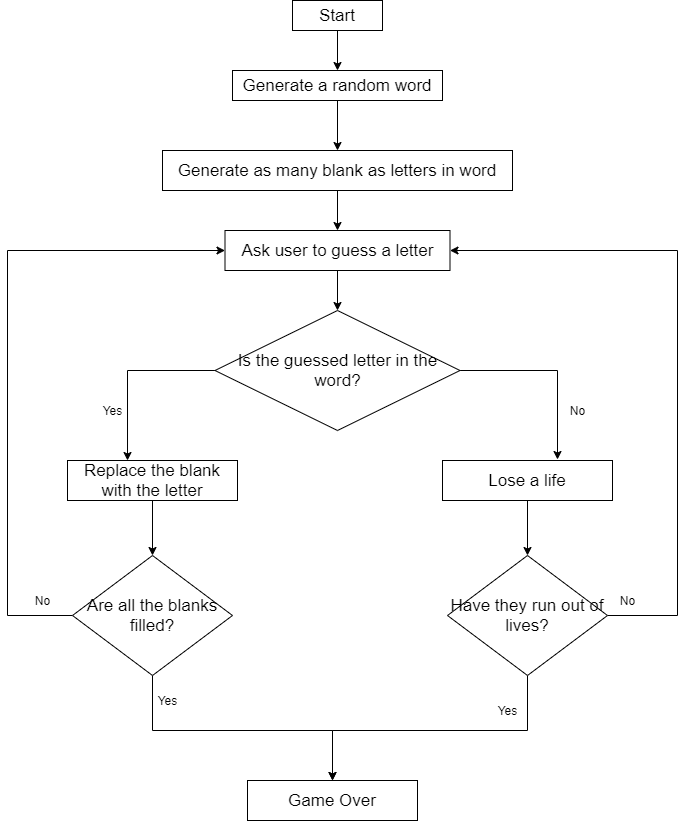 Start
Generate a random word
Generate as many blank as letters in word
Ask user to guess a letter
Is the guessed letter in the
word?
Yes
No
Replace the blank
with the letter
Lose a life
Are all the blanks
filled?
No
Have they run out of
lives?
No
Yes
Yes
Game Over